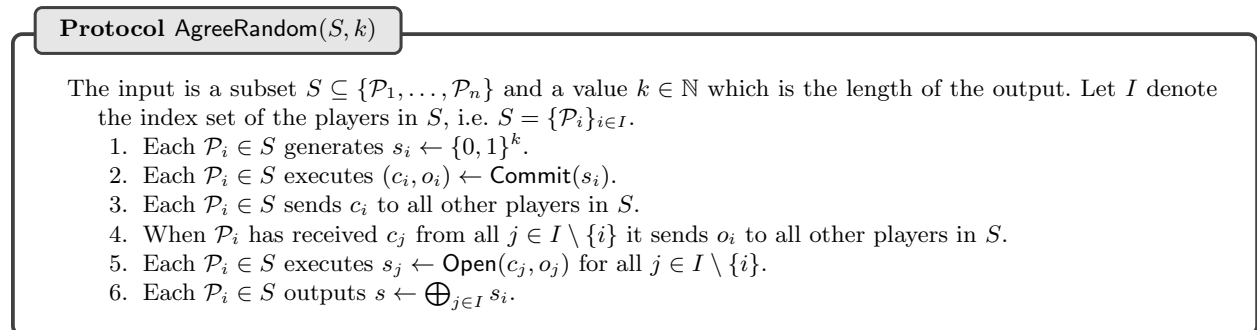 Protocol AgreeRandom(S, k)
The input is a subset S ⊆ {𝒫₁, . . . , 𝒫ₙ} and a value k ∈ ℕ which is the length of the output. Let I denote
the index set of the players in S, i.e. S = {𝒫ᵢ}ᵢ∈I.
1. Each 𝒫ᵢ ∈ S generates sᵢ ← {0, 1}ᵏ.
2. Each 𝒫ᵢ ∈ S executes (cᵢ, oᵢ) ← Commit(sᵢ).
3. Each 𝒫ᵢ ∈ S sends cᵢ to all other players in S.
4. When 𝒫ᵢ has received cⱼ from all j ∈ I \ {i} it sends oᵢ to all other players in S.
5. Each 𝒫ᵢ ∈ S executes sⱼ ← Open(cⱼ, oⱼ) for all j ∈ I \ {i}.
6. Each 𝒫ᵢ ∈ S outputs s ← ⨁ⱼ∈I sᵢ.